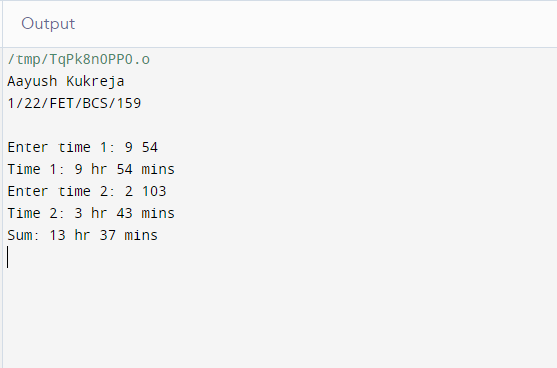 Output
/tmp/TqPk8n0PPO.o
Aayush Kukreja
1/22/FET/BCS/159
Enter time 1: 9 54
Time 1: 9 hr 54 mins
Enter time 2: 2 103
Time 2: 3 hr 43 mins
Sum: 13 hr 37 mins